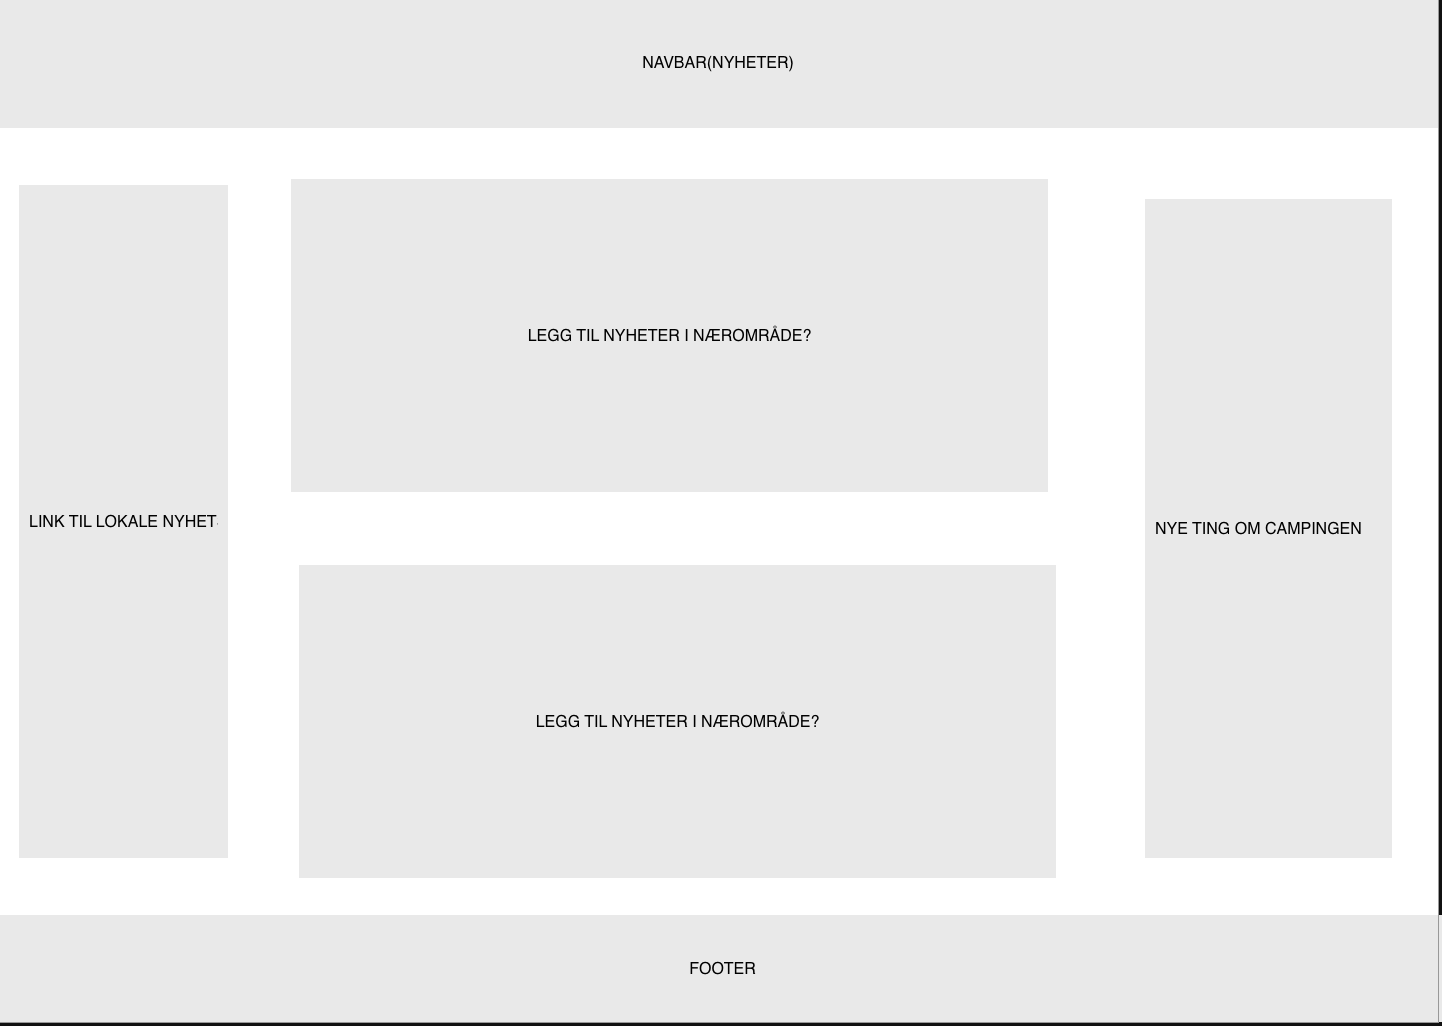 NAVBAR(NYHETER)
LEGG TIL NYHETER I NÆROMRÅDE?
LINK TIL LOKALE NYHET
NYE TING OM CAMPINGEN
LEGG TIL NYHETER I NÆROMRÅDE?
FOOTER